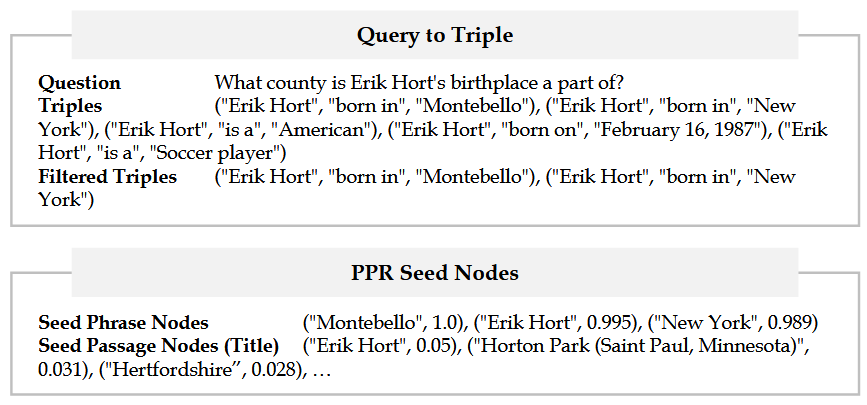 Query to Triple
Question What county is Erik Hort's birthplace a part of?
Triples ("Erik Hort", "born in", "Montebello"), ("Erik Hort", "born in", "New
York"), ("Erik Hort", "is a", "American"), ("Erik Hort", "born on", "February 16, 1987"), ("Erik
Hort", "is a", "Soccer player")
Filtered Triples ("Erik Hort", "born in", "Montebello"), ("Erik Hort", "born in", "New
York")
PPR Seed Nodes
Seed Phrase Nodes ("Montebello", 1.0), ("Erik Hort", 0.995), ("New York", 0.989)
Seed Passage Nodes (Title) ("Erik Hort", 0.05), ("Horton Park (Saint Paul, Minnesota)",
0.031), ("Hertfordshire”, 0.028), …